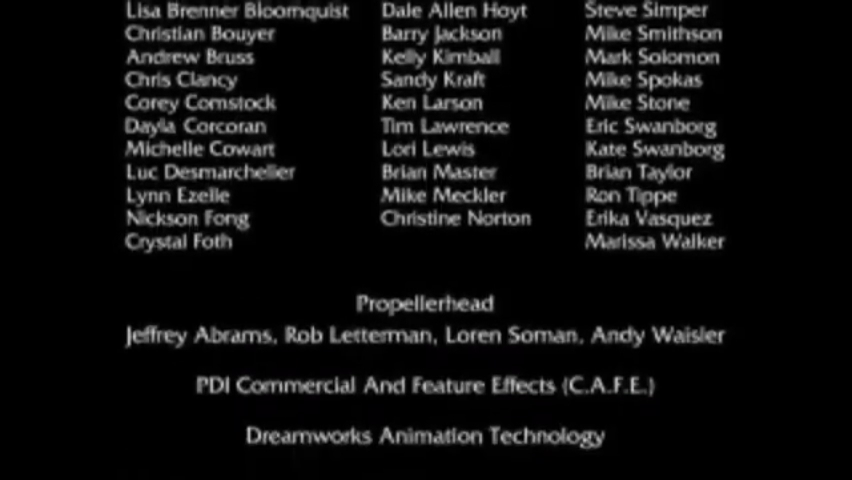 Lisa Brenner Bloomquist Dale Allen Hoyt Steve Simper
Christian Bouyer Barry Jackson Mike Smithson
Andrew Bruss Kelly Kimball Mark Solomon
Chris Clancy Sandy Kraft Mike Spokas
Corey Comstock Ken Larson Mike Stone
Dayla Corcoran Tim Lawrence Eric Swanborg
Michelle Cowart Lori Lewis Kate Swanborg
Luc Desmarchelier Brian Master Brian Taylor
Lynn Ezelle Mike Meckler Ron Tippe
Nickson Fong Christine Norton Erika Vasquez
Crystal Foth Marissa Walker
Propellerhead
Jeffrey Abrams, Rob Letterman, Loren Soman, Andy Waisler
PDI Commercial And Feature Effects (C.A.F.E.)
Dreamworks Animation Technology